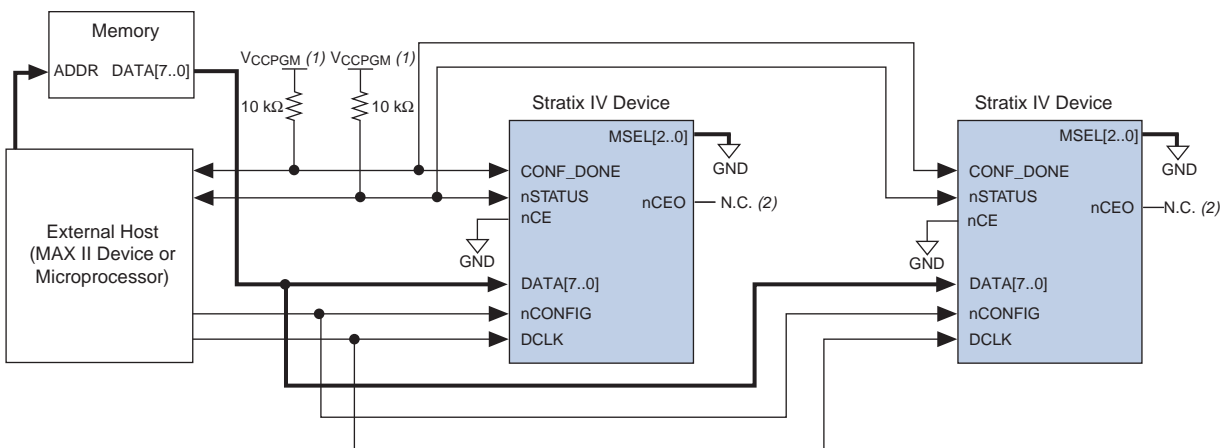 Memory
ADDR DATA[7..0]
VCCPGM (1) VCCPGM (1)
10 kΩ 10 kΩ
External Host
(MAX II Device or
Microprocessor)
Stratix IV Device
MSEL[2..0]
GND
CONF_DONE
nSTATUS
nCE
nCEO
N.C. (2)
GND
DATA[7..0]
nCONFIG
DCLK
Stratix IV Device
MSEL[2..0]
GND
CONF_DONE
nSTATUS
nCE
nCEO
N.C. (2)
GND
DATA[7..0]
nCONFIG
DCLK